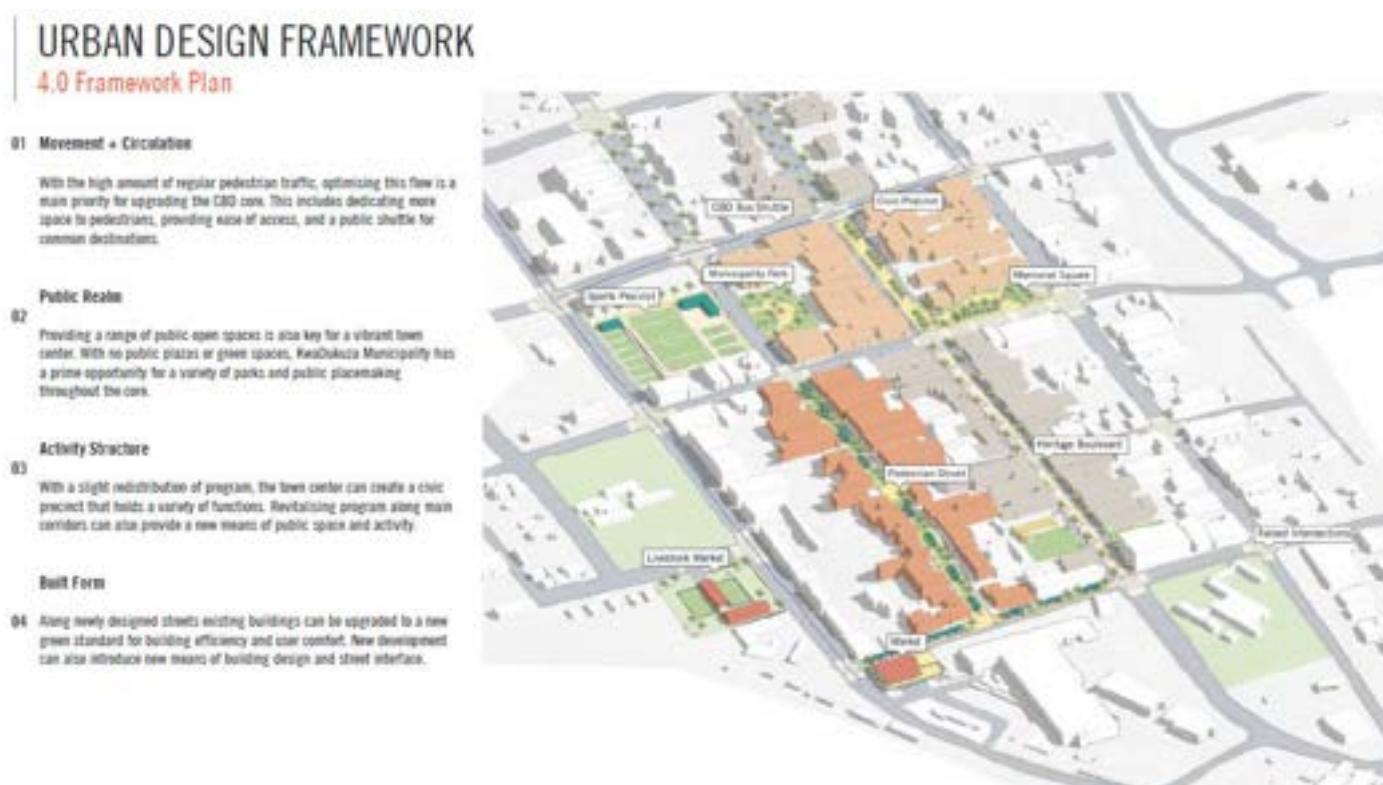 URBAN DESIGN FRAMEWORK
4.0 Framework Plan
01 Movement + Circulation
With the high amount of regular pedestrian traffic, optimising this flow is a
main priority for upgrading the CBD core. This includes dedicating more
space to pedestrians, providing ease of access, and a public shuttle for
common destinations.
Public Realm
02
Providing a range of public open spaces is also key for a vibrant town
center. With no public plazas or green spaces, KwaDukuza Municipality has
a prime opportunity for a variety of parks and public placemaking
throughout the core.
Activity Structure
03
With a slight redistribution of program, the town center can create a civic
precinct that holds a variety of functions. Revitalising program along main
corridors can also provide a new means of public space and activity.
Built Form
04 Along newly designed streets existing buildings can be upgraded to a new
green standard for building efficiency and user comfort. New development
can also introduce new means of building design and street interface.
CBD Bus Shuttle
Civic Precinct
Municipality Park
Memorial Square
Sports Precinct
Heritage Boulevard
Pedestrian Street
Raised Intersections
Livestock Market
Market